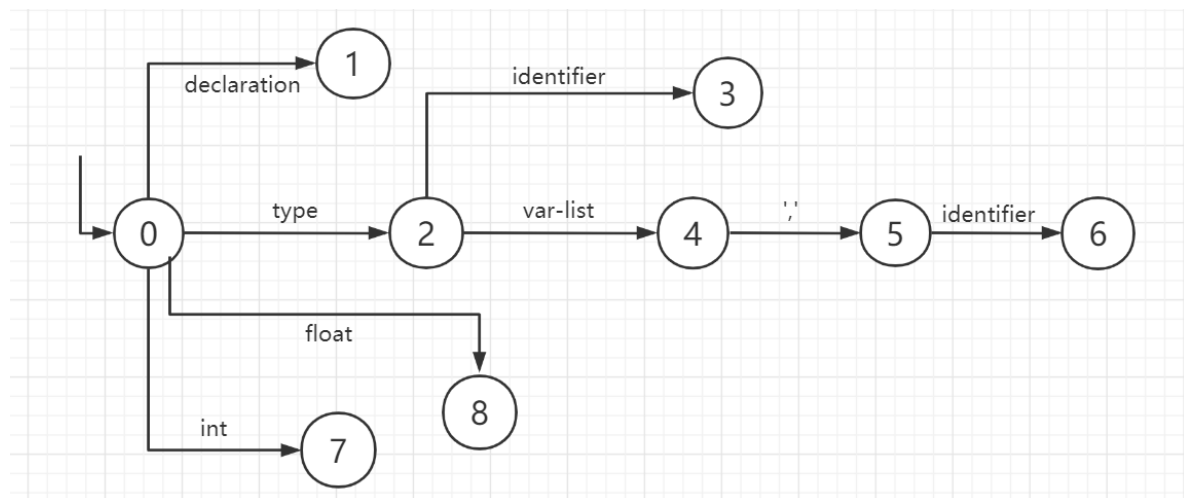 1
declaration
identifier
3
type
var-list
','
identifier
0
2
4
5
6
float
8
int
7